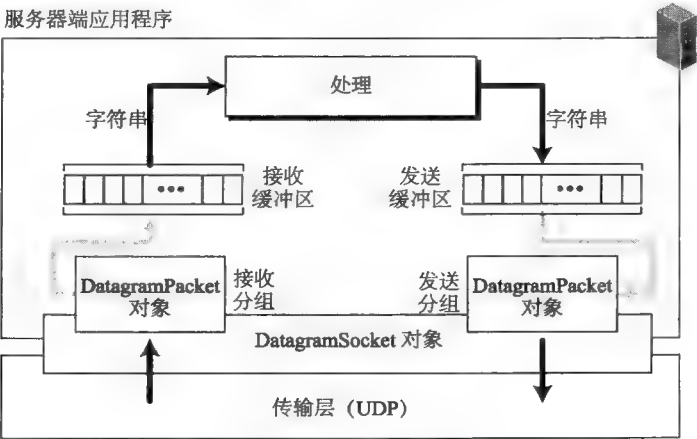 服务器端应用程序
处理
字符串
字符串
接收
缓冲区
发送
缓冲区
DatagramPacket
对象
接收
分组
发送
分组
DatagramPacket
对象
DatagramSocket 对象
传输层（UDP）